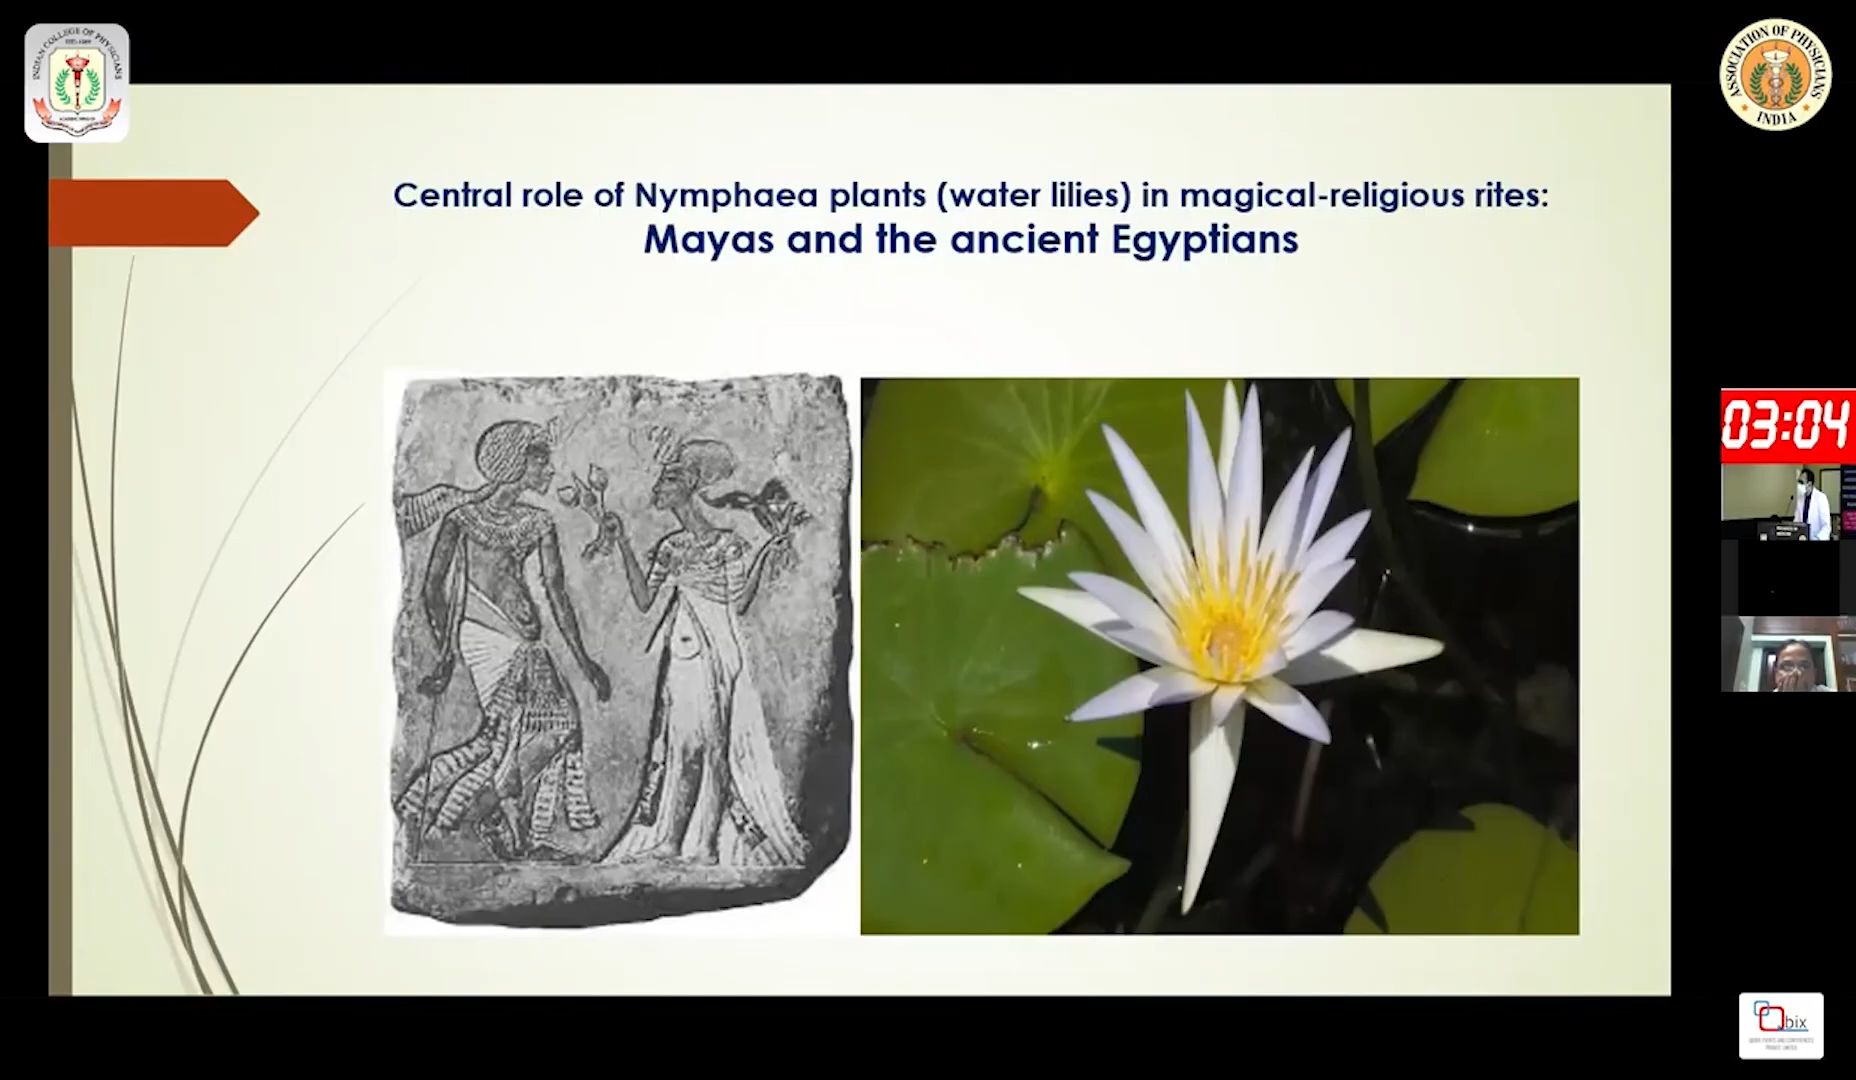 INDIAN COLLEGE OF PHYSICIANS
ASSOCIATION OF PHYSICIANS
INDIA
Central role of Nymphaea plants (water lilies) in magical-religious rites:
Mayas and the ancient Egyptians
03:04
bix